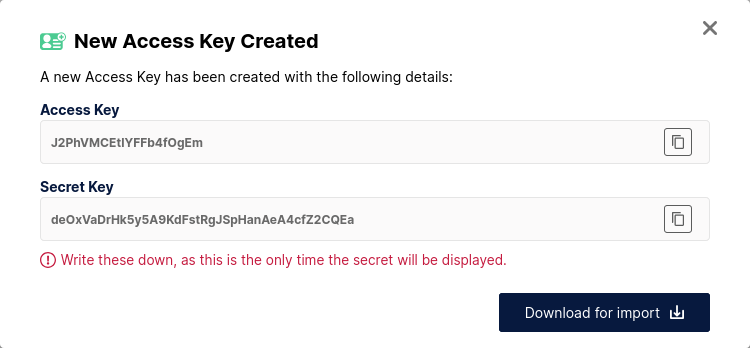 New Access Key Created
A new Access Key has been created with the following details:
Access Key
J2PhVMCEtIYFFb4fOgEm
Secret Key
deOxVaDrHk5y5A9KdFstRgJSpHanAeA4cfZ2CQEa
Write these down, as this is the only time the secret will be displayed.
Download for import